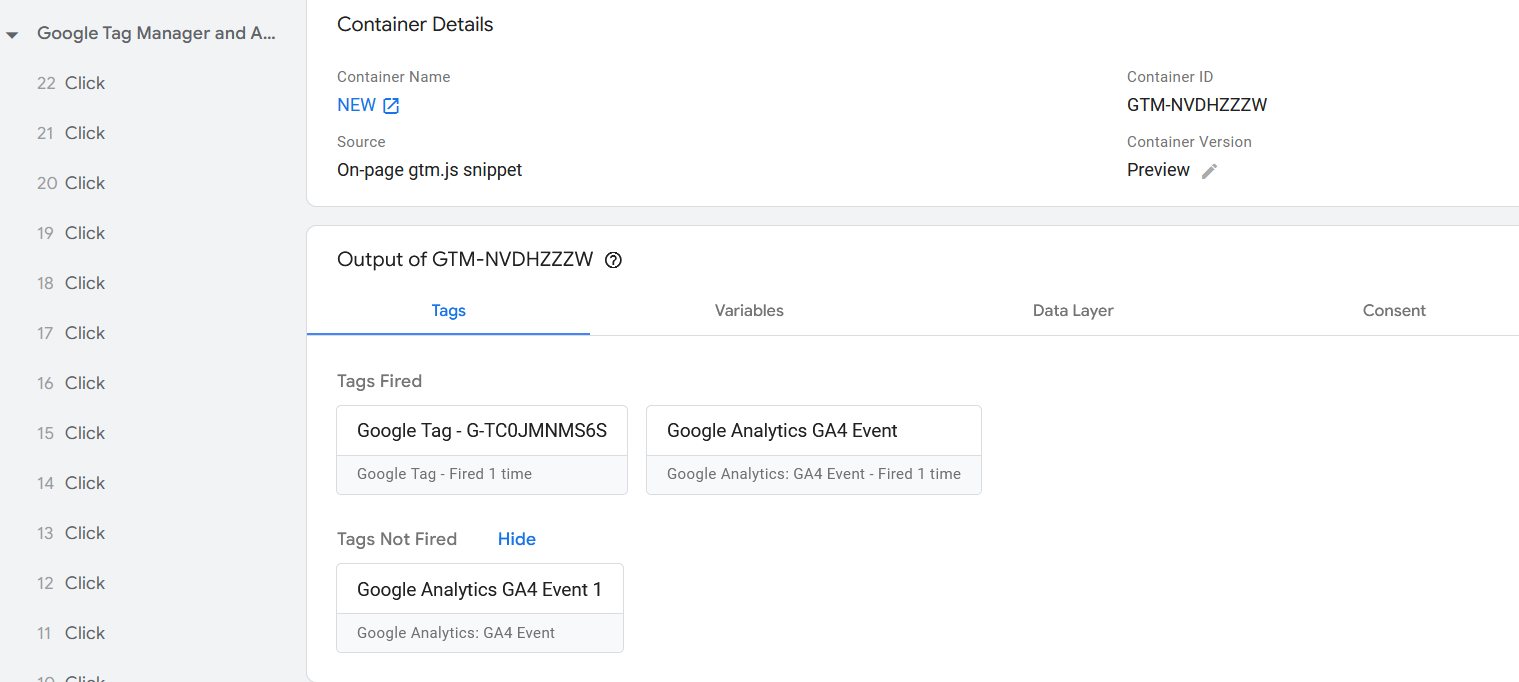 Google Tag Manager and A...
22 Click
21 Click
20 Click
19 Click
18 Click
17 Click
16 Click
15 Click
14 Click
13 Click
12 Click
11 Click
10 Click
Container Details
Container Name
NEW
Container ID
GTM-NVDHZZZW
Source
On-page gtm.js snippet
Container Version
Preview
Output of GTM-NVDHZZZW
Tags
Variables
Data Layer
Consent
Tags Fired
Google Tag - G-TC0JMNMS6S
Google Tag - Fired 1 time
Google Analytics GA4 Event
Google Analytics: GA4 Event - Fired 1 time
Tags Not Fired Hide
Google Analytics GA4 Event 1
Google Analytics: GA4 Event